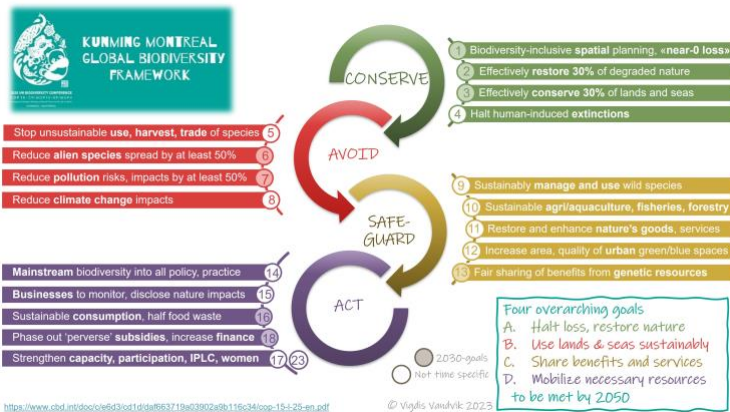 KUNMING MONTREAL
GLOBAL BIODIVERSITY
FRAMEWORK
CONSERVE
1 Biodiversity-inclusive spatial planning, «near-0 loss»
2 Effectively restore 30% of degraded nature
3 Effectively conserve 30% of lands and seas
4 Halt human-induced extinctions
AVOID
Stop unsustainable use, harvest, trade of species 5
Reduce alien species spread by at least 50% 6
Reduce pollution risks, impacts by at least 50% 7
Reduce climate change impacts 8
SAFE-
GUARD
9 Sustainably manage and use wild species
10 Sustainable agri/aquaculture, fisheries, forestry
11 Restore and enhance nature's goods, services
12 Increase area, quality of urban green/blue spaces
13 Fair sharing of benefits from genetic resources
ACT
Mainstream biodiversity into all policy, practice 14
Businesses to monitor, disclose nature impacts 15
Sustainable consumption, half food waste 16
Phase out 'perverse' subsidies, increase finance 18
Strengthen capacity, participation, IPLC, women 17 23
2030-goals
Not time specific
Four overarching goals
A. Halt loss, restore nature
B. Use lands & seas sustainably
C. Share benefits and services
D. Mobilize necessary resources
to be met by 2050
https://www.cbd.int/doc/c/e6d3/cd1d/daf663719a03902a9b116c34/cop-15-l-25-en.pdf
© Vigdis Vandvik 2023